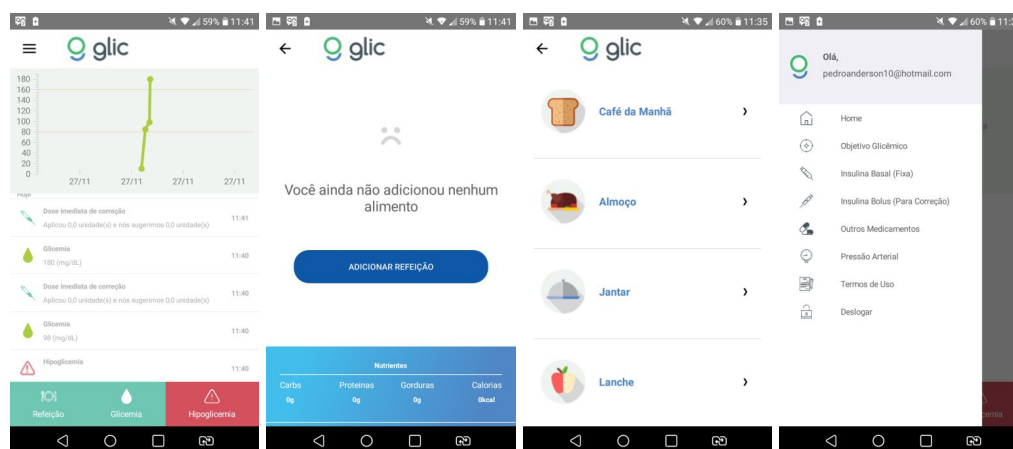 59% 11:41
glic
180
160
140
120
100
80
60
40
20
0
27/11 27/11 27/11 27/11
Hoje
Dose imediata de correção
Aplicou 0,0 unidade(s) e nós sugerimos 0,0 unidade(s)
11:41
Glicemia
180 (mg/dL)
11:40
Dose imediata de correção
Aplicou 0,0 unidade(s) e nós sugerimos 0,0 unidade(s)
11:40
Glicemia
98 (mg/dL)
11:40
Hipoglicemia
11:40
Refeição Glicemia Hipoglicemia
59% 11:41
glic
Você ainda não adicionou nenhum
alimento
ADICIONAR REFEIÇÃO
Nutrientes
Carbs Proteinas Gorduras Calorias
0g 0g 0g 0kcal
60% 11:35
glic
Café da Manhã
Almoço
Jantar
Lanche
60% 11:3
Olá,
pedroanderson10@hotmail.com
Home
Objetivo Glicêmico
Insulina Basal (Fixa)
Insulina Bolus (Para Correção)
Outros Medicamentos
Pressão Arterial
Termos de Uso
Deslogar
cemia